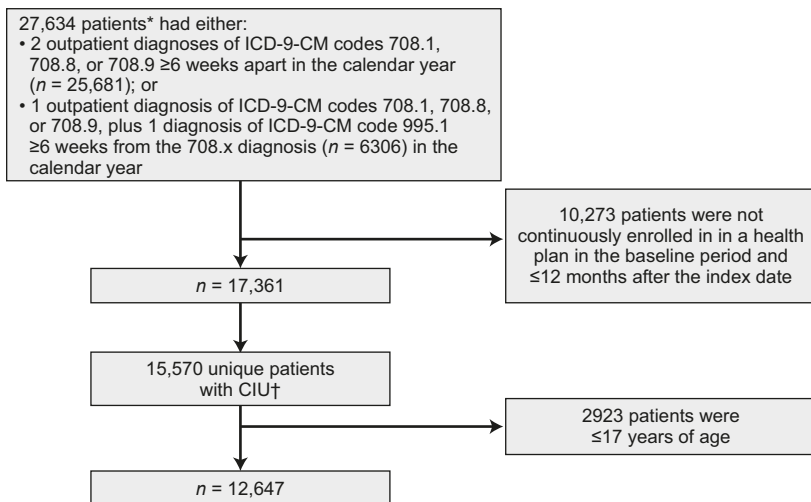 27,634 patients* had either:
• 2 outpatient diagnoses of ICD-9-CM codes 708.1,
708.8, or 708.9 ≥6 weeks apart in the calendar year
(n = 25,681); or
• 1 outpatient diagnosis of ICD-9-CM codes 708.1, 708.8,
or 708.9, plus 1 diagnosis of ICD-9-CM code 995.1
≥6 weeks from the 708.x diagnosis (n = 6306) in the
calendar year
10,273 patients were not
continuously enrolled in in a health
plan in the baseline period and
≤12 months after the index date
n = 17,361
15,570 unique patients
with CIU†
2923 patients were
≤17 years of age
n = 12,647